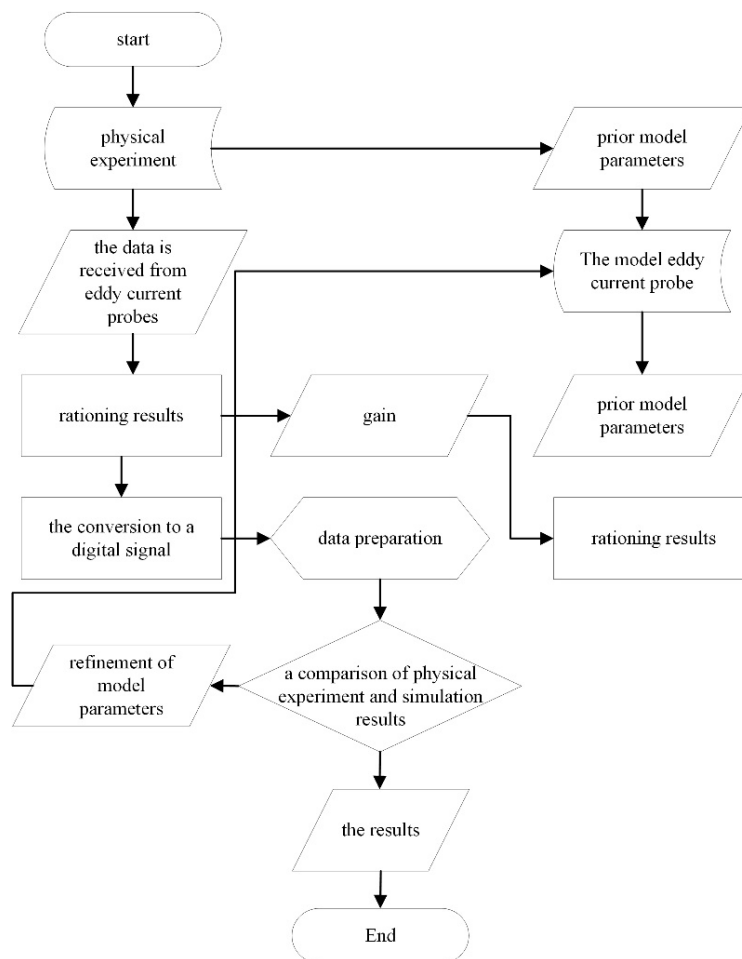 start
physical
experiment
prior model
parameters
the data is
received from
eddy current
probes
The model eddy
current probe
rationing results
gain
prior model
parameters
the conversion to a
digital signal
data preparation
rationing results
refinement of
model
parameters
a comparison of physical
experiment and simulation
results
the results
End